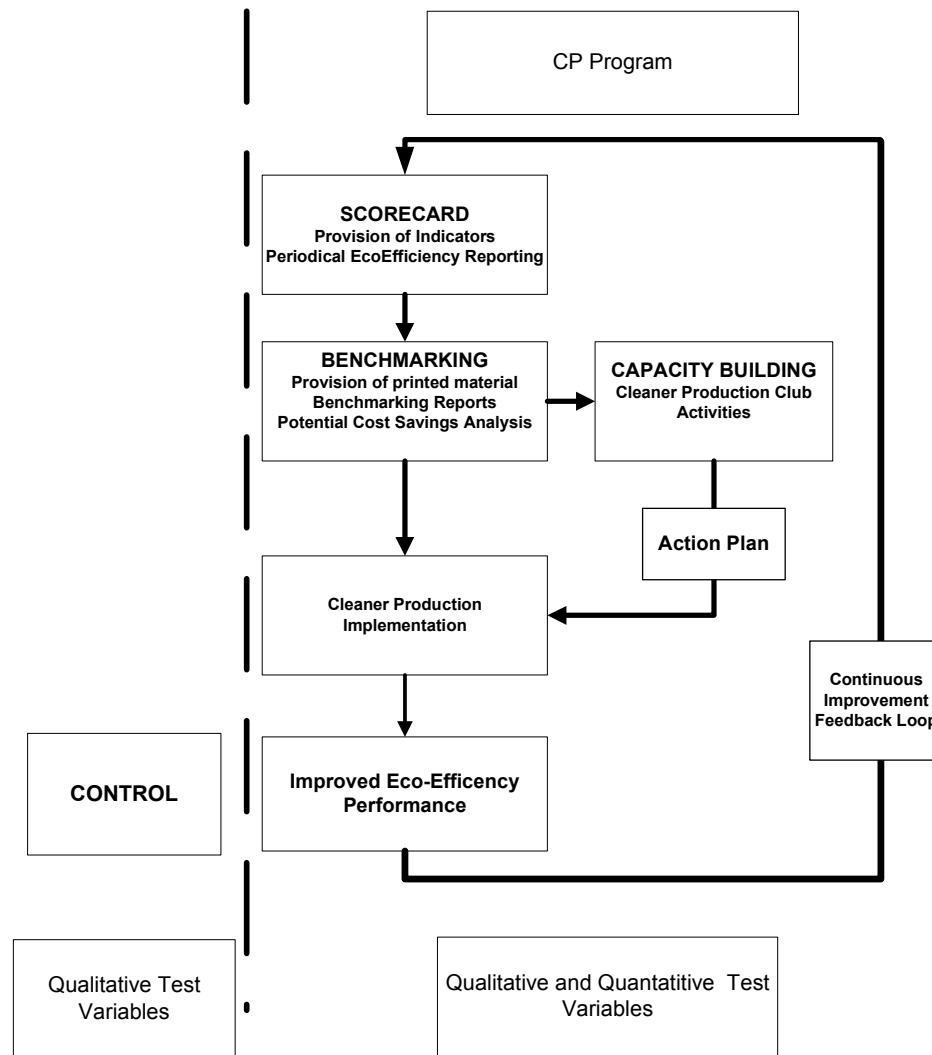 CP Program
SCORECARD
Provision of Indicators
Periodical EcoEfficiency Reporting
BENCHMARKING
Provision of printed material
Benchmarking Reports
Potential Cost Savings Analysis
CAPACITY BUILDING
Cleaner Production Club
Activities
Action Plan
Cleaner Production
Implementation
Continuous
Improvement
Feedback Loop
CONTROL
Improved Eco-Efficency
Performance
Qualitative Test
Variables
Qualitative and Quantatitive Test
Variables